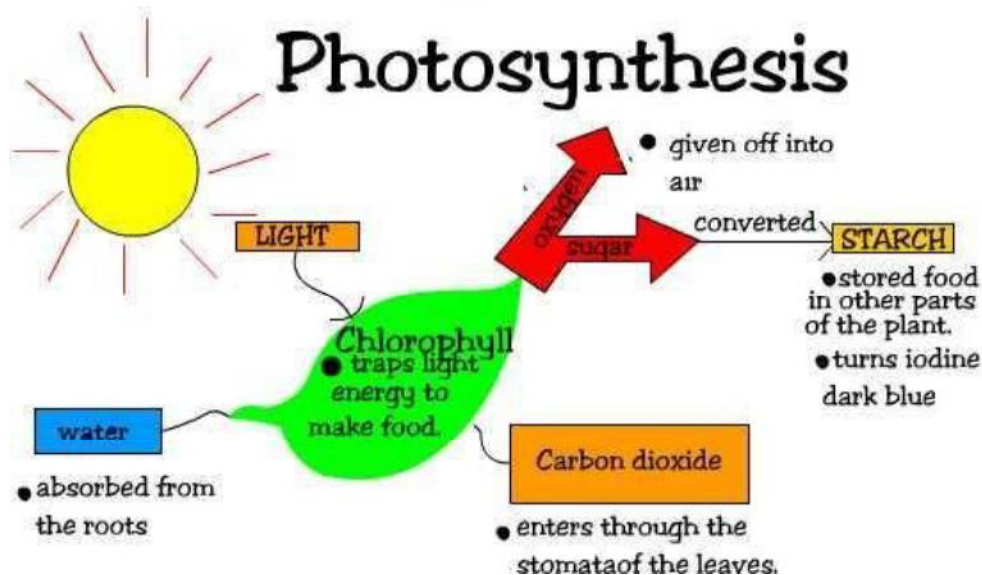 Photosynthesis
● given off into
air
oxygen
sugar
converted
STARCH
● stored food
in other parts
of the plant.
● turns iodine
dark blue
LIGHT
Chlorophyll
● traps light
energy to
make food.
water
● absorbed from
the roots
Carbon dioxide
● enters through the
stomataof the leaves.